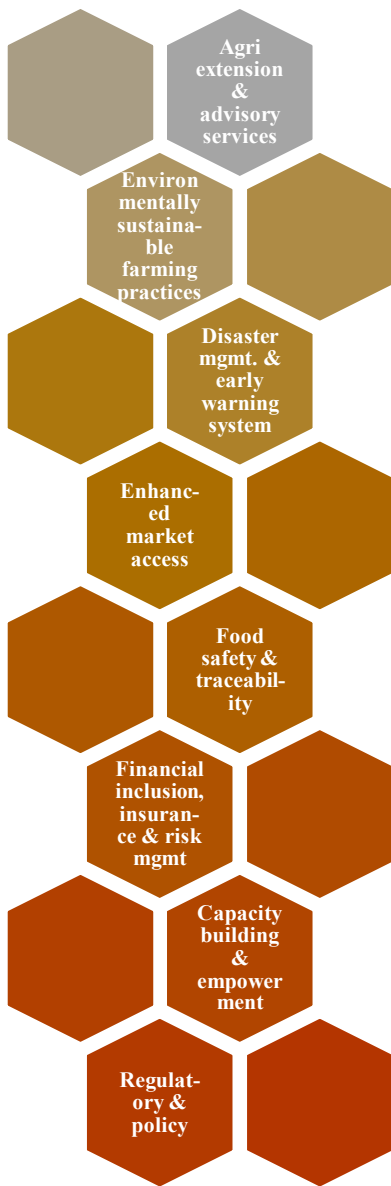 Agri
extension
&
advisory
services
Environ
mentally
sustaina-
ble
farming
practices
Disaster
mgmt. &
early
warning
system
Enhanc-
ed
market
access
Food
safety &
traceabil-
ity
Financial
inclusion,
insuran-
ce & risk
mgmt
Capacity
building
&
empower
ment
Regulat-
ory &
policy